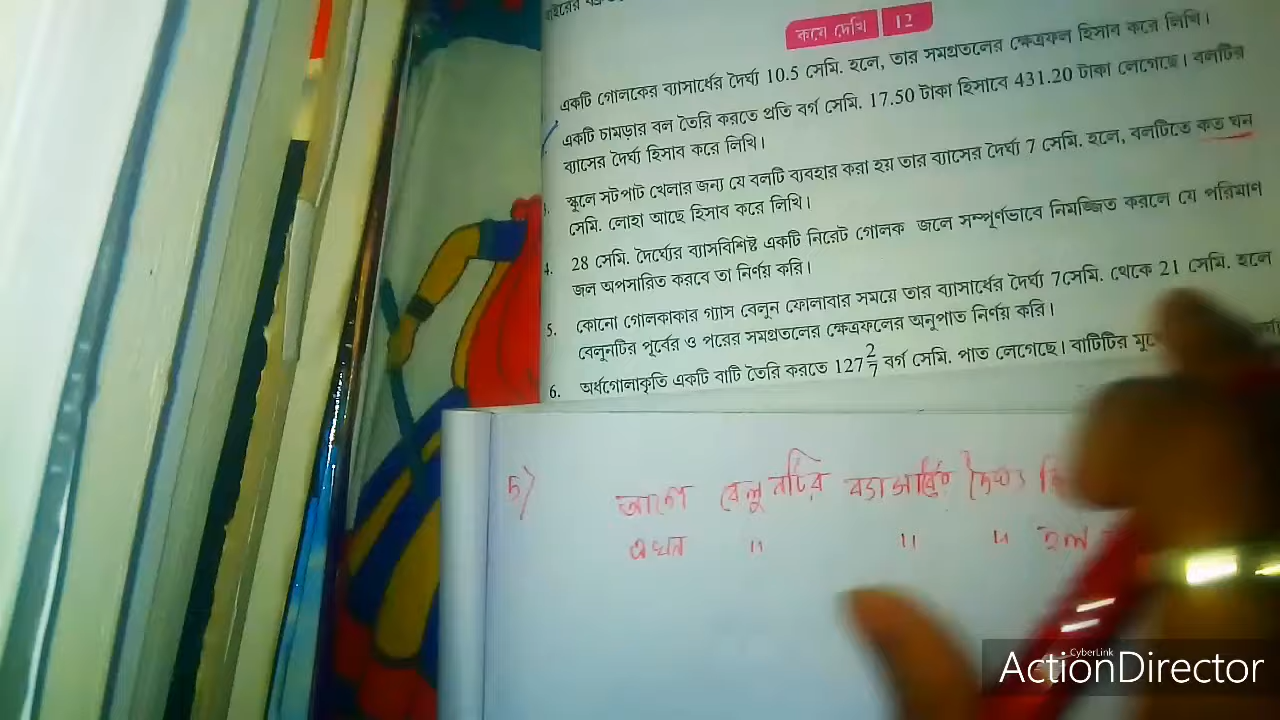 কষে দেখি 12
একটি গোলকের ব্যাসার্ধের দৈর্ঘ্য 10.5 সেমি. হলে, তার সমগ্রতলের ক্ষেত্রফল হিসাব করে লিখি।
একটি চামড়ার বল তৈরি করতে প্রতি বর্গ সেমি. 17.50 টাকা হিসাবে 431.20 টাকা লেগেছে। বলটির
ব্যাসের দৈর্ঘ্য হিসাব করে লিখি।
স্কুলে সটপাট খেলার জন্য যে বলটি ব্যবহার করা হয় তার ব্যাসের দৈর্ঘ্য 7 সেমি. হলে, বলটিতে কত ঘন
সেমি. লোহা আছে হিসাব করে লিখি।
4. 28 সেমি. দৈর্ঘ্যের ব্যাসবিশিষ্ট একটি নিরেট গোলক জলে সম্পূর্ণভাবে নিমজ্জিত করলে যে পরিমাণ
জল অপসারিত করবে তা নির্ণয় করি।
5. কোনো গোলকাকার গ্যাস বেলুন ফোলাবার সময়ে তার ব্যাসার্ধের দৈর্ঘ্য 7সেমি. থেকে 21 সেমি. হলে
বেলুনটির পূর্বের ও পরের সমগ্রতলের ক্ষেত্রফলের অনুপাত নির্ণয় করি।
6. অর্ধগোলাকৃতি একটি বাটি তৈরি করতে 127 2/7 বর্গ সেমি. পাত লেগেছে। বাটিটির
5) আগে বেলুনটির ব্যাসার্ধের দৈর্ঘ্য
এখন " " " হল
CyberLink
ActionDirector